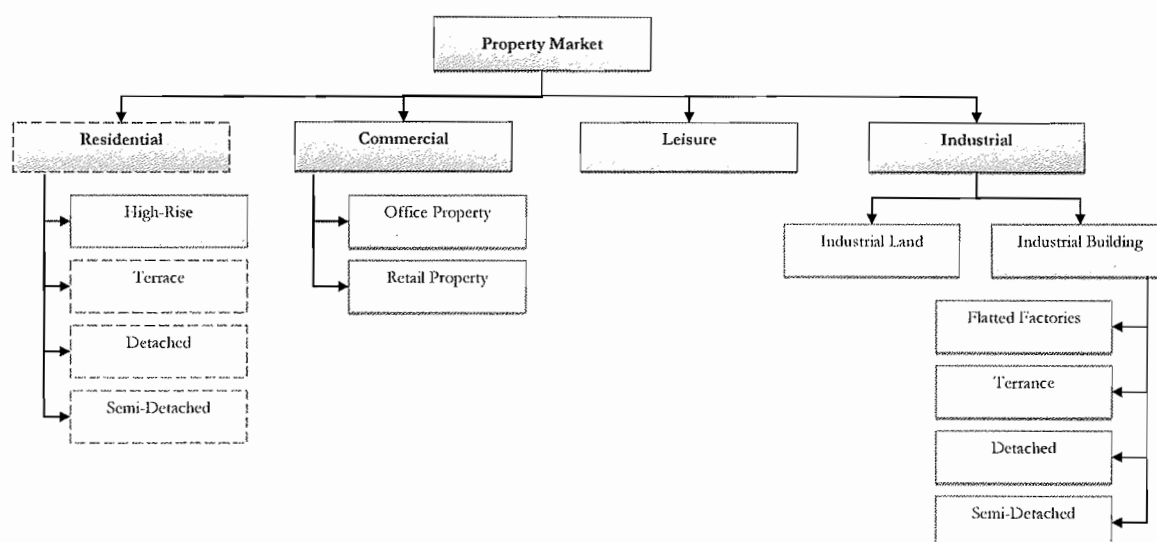 Property Market
Residential
Commercial
Leisure
Industrial
High-Rise
Office Property
Industrial Land
Industrial Building
Terrace
Retail Property
Flatted Factories
Detached
Terrance
Semi-Detached
Detached
Semi-Detached